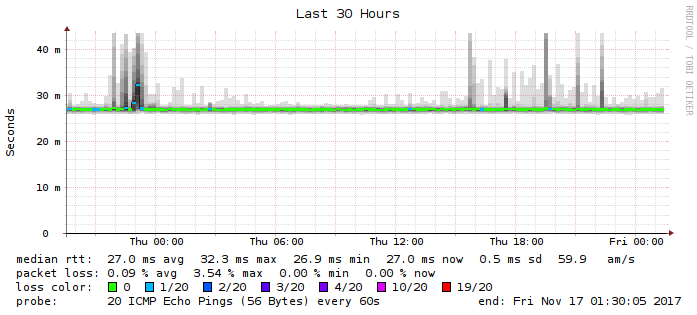 Last 30 Hours
RRDTOOL / TOBI OETIKER
Seconds
40 m
30 m
20 m
10 m
0
Thu 00:00 Thu 06:00 Thu 12:00 Thu 18:00 Fri 00:00
median rtt: 27.0 ms avg 32.3 ms max 26.9 ms min 27.0 ms now 0.5 ms sd 59.9 am/s
packet loss: 0.09 % avg 3.54 % max 0.00 % min 0.00 % now
loss color: 0 1/20 2/20 3/20 4/20 10/20 19/20
probe: 20 ICMP Echo Pings (56 Bytes) every 60s end: Fri Nov 17 01:30:05 2017